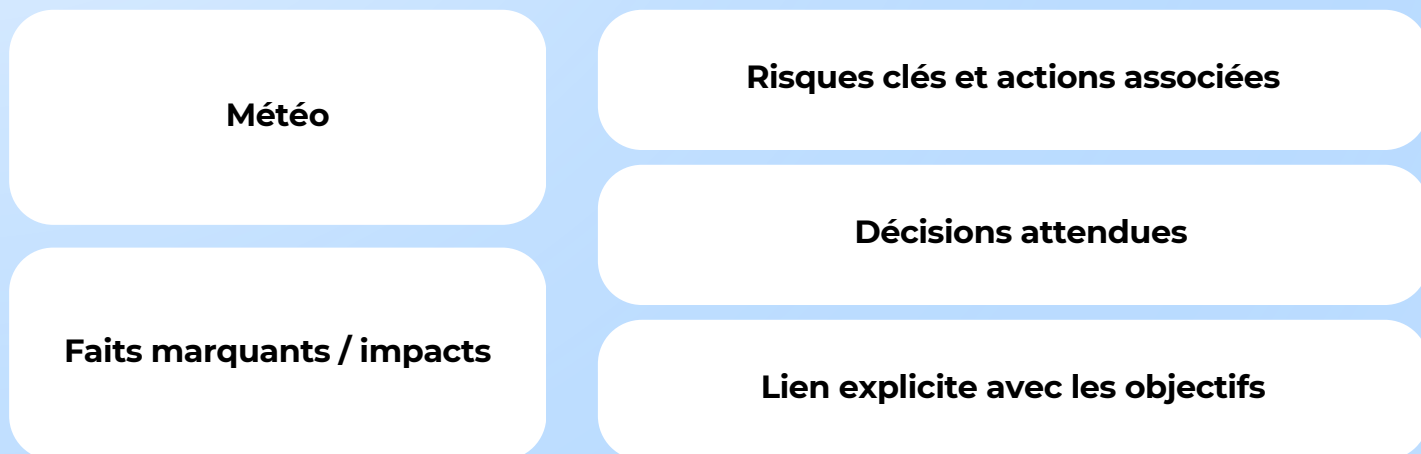 Météo
Faits marquants / impacts
Risques clés et actions associées
Décisions attendues
Lien explicite avec les objectifs